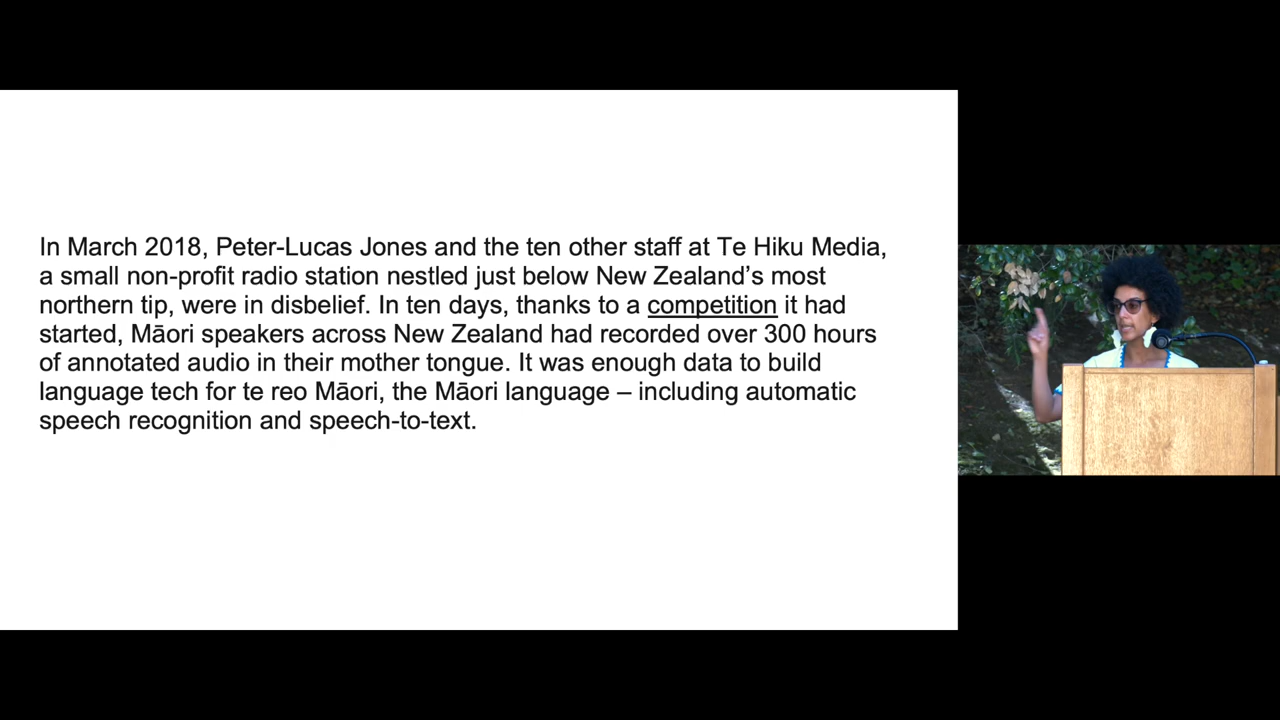 In March 2018, Peter-Lucas Jones and the ten other staff at Te Hiku Media,
a small non-profit radio station nestled just below New Zealand’s most
northern tip, were in disbelief. In ten days, thanks to a competition it had
started, Māori speakers across New Zealand had recorded over 300 hours
of annotated audio in their mother tongue. It was enough data to build
language tech for te reo Māori, the Māori language – including automatic
speech recognition and speech-to-text.